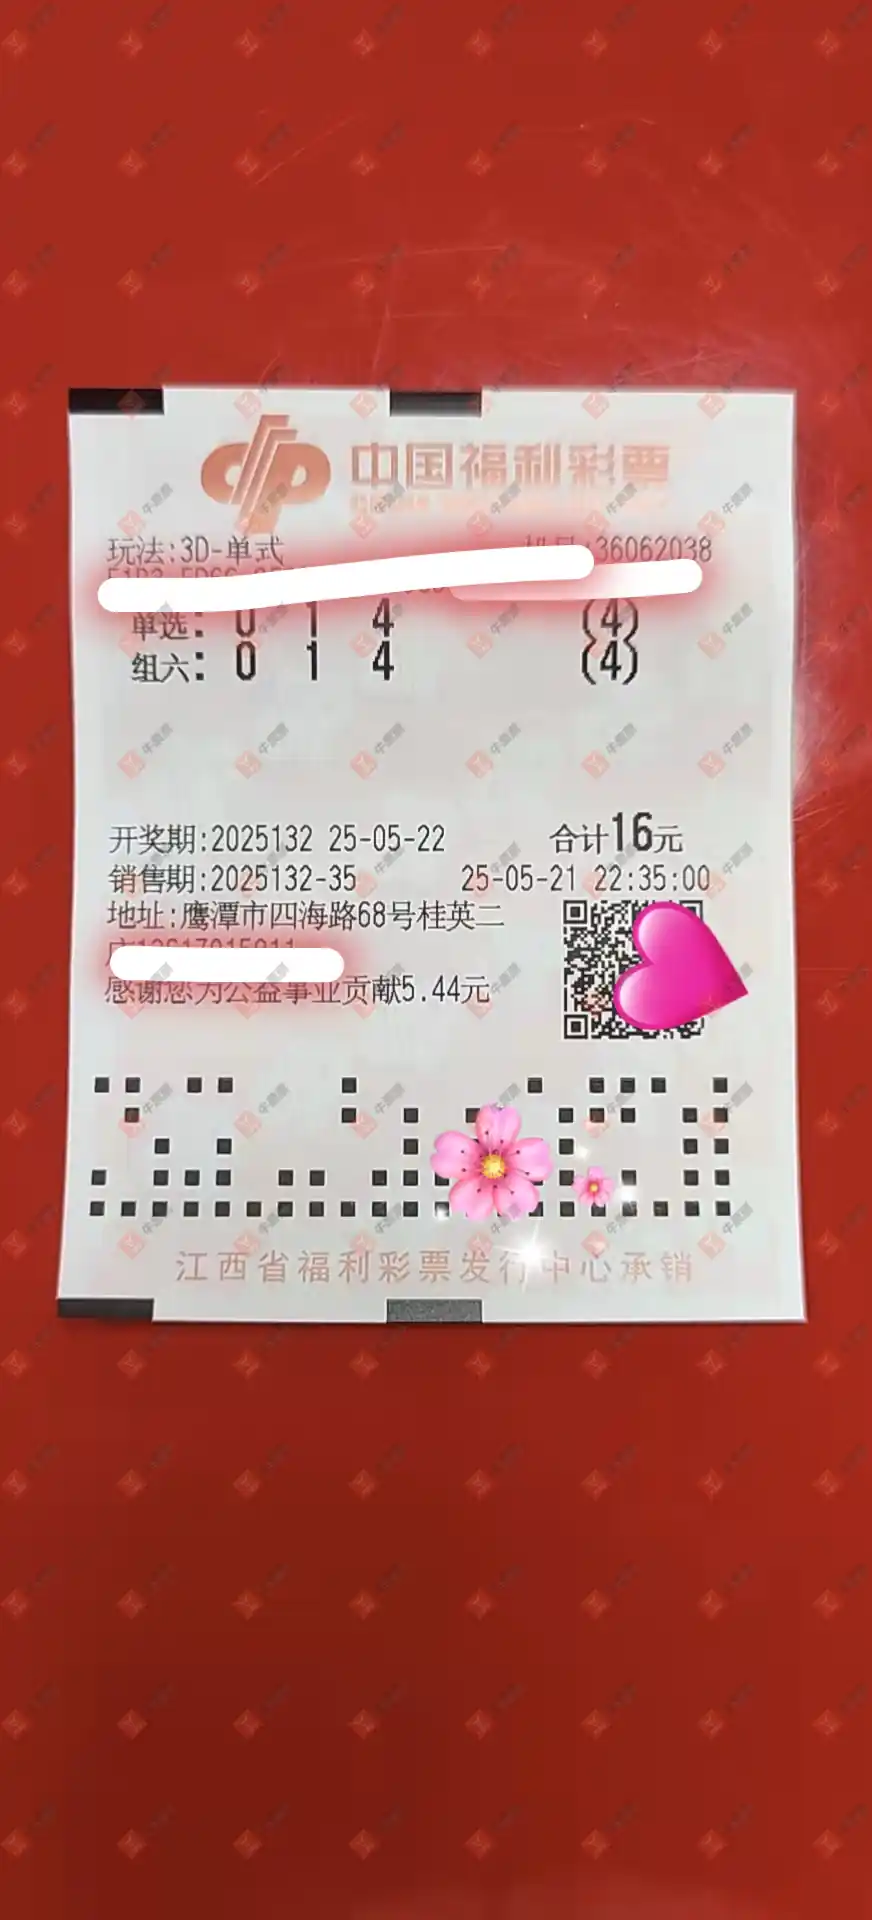 中国福利彩票
玩法:3D-单式 机号:36062038
单选: 0 1 4 (4)
组六: 0 1 4 (4)
开奖期:2025132 25-05-22 合计16元
销售期:2025132-35 25-05-21 22:35:00
地址:鹰潭市四海路68号桂英二
感谢您为公益事业贡献5.44元
江西省福利彩票发行中心承销